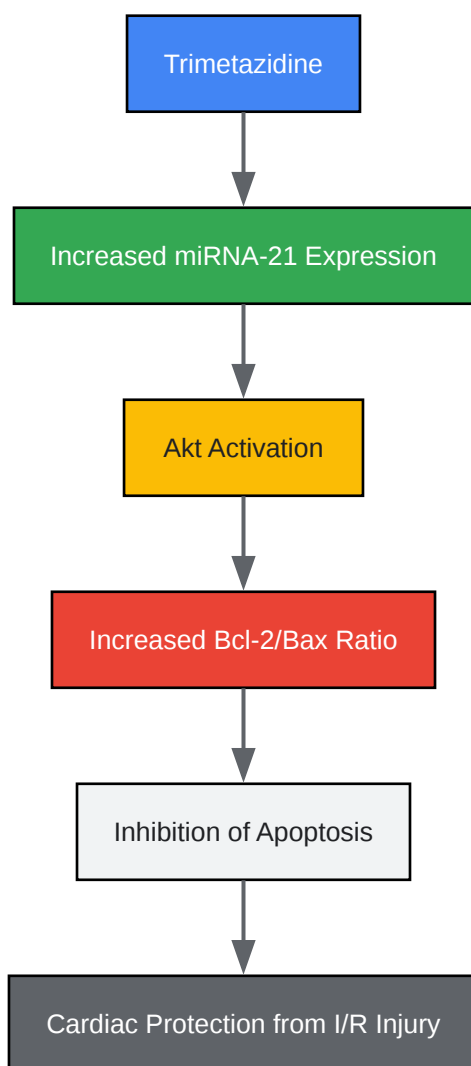 Trimetazidine
Increased miRNA-21 Expression
Akt Activation
Increased Bcl-2/Bax Ratio
Inhibition of Apoptosis
Cardiac Protection from I/R Injury